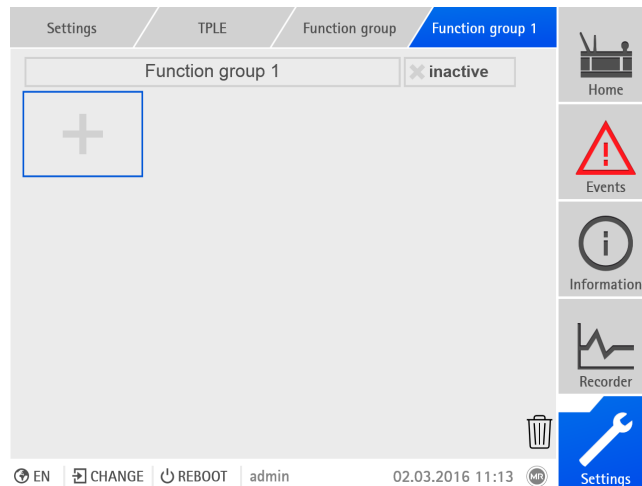 Settings
TPLE
Function group
Function group 1
Function group 1
inactive
Home
Events
Information
Recorder
Settings
EN
CHANGE
REBOOT
admin
02.03.2016 11:13
MR